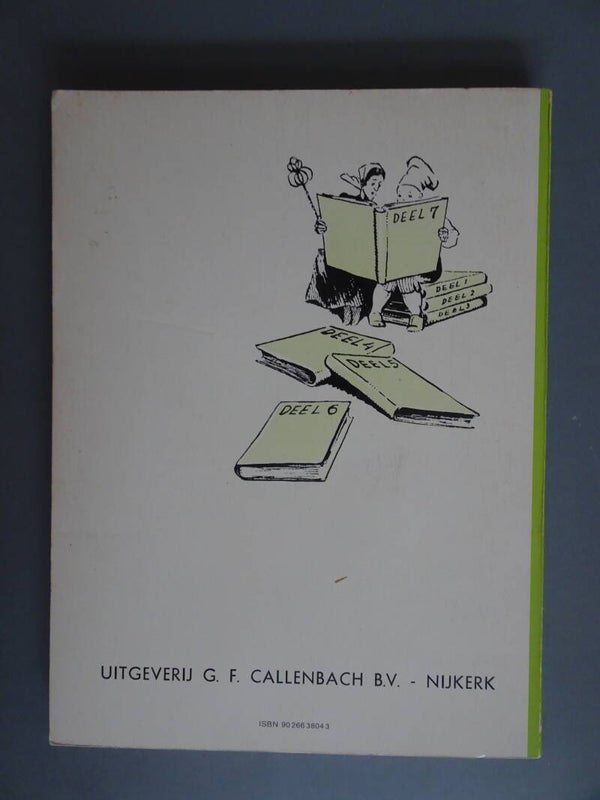 DEEL 7
DEEL 1
DEEL 2
DEEL 3
DEEL 4
DEEL 5
DEEL 6
UITGEVERIJ G. F. CALLENBACH B.V. - NIJKERK
ISBN 90 266 3804 3